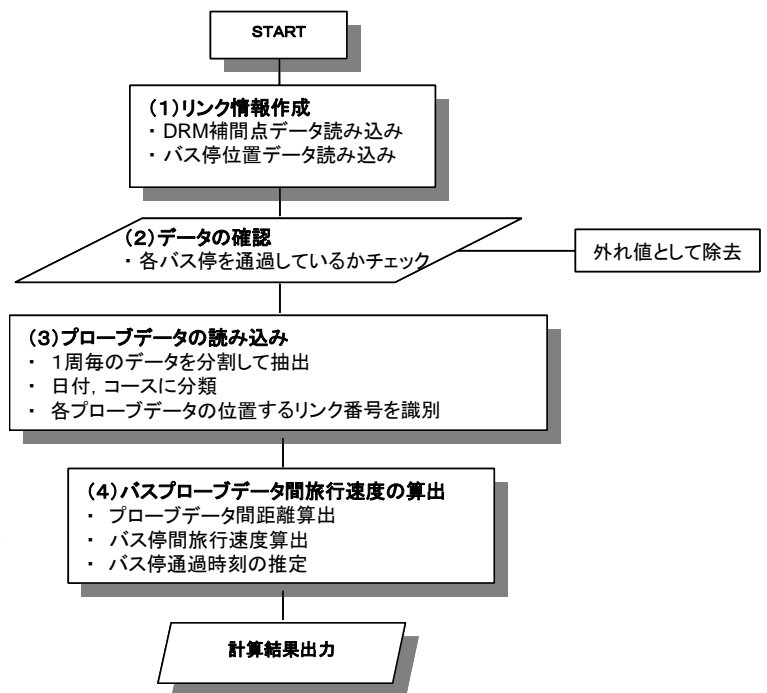 START
(1)リンク情報作成
・ DRM補間点データ読み込み
・ バス停位置データ読み込み
(2)データの確認
・ 各バス停を通過しているかチェック
外れ値として除去
(3)プローブデータの読み込み
・ 1周毎のデータを分割して抽出
・ 日付,コースに分類
・ 各プローブデータの位置するリンク番号を識別
(4)バスプローブデータ間旅行速度の算出
・ プローブデータ間距離算出
・ バス停間旅行速度算出
・ バス停通過時刻の推定
計算結果出力